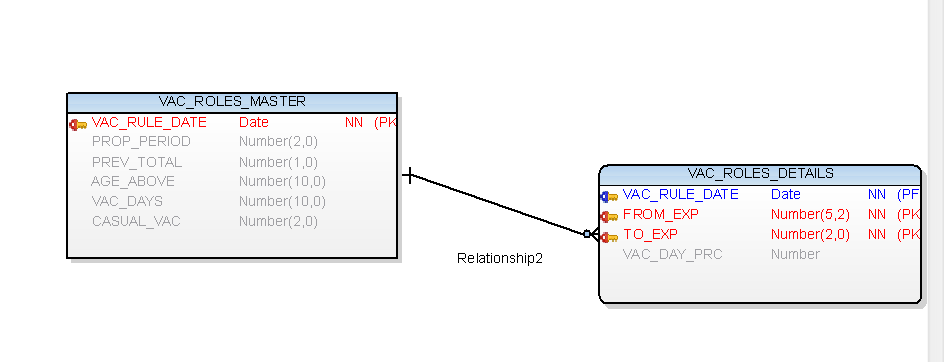 VAC_ROLES_MASTER
VAC_RULE_DATE Date NN (PK
PROP_PERIOD Number(2,0)
PREV_TOTAL Number(1,0)
AGE_ABOVE Number(10,0)
VAC_DAYS Number(10,0)
CASUAL_VAC Number(2,0)
Relationship2
VAC_ROLES_DETAILS
VAC_RULE_DATE Date NN (PF
FROM_EXP Number(5,2) NN (PK
TO_EXP Number(2,0) NN (PK
VAC_DAY_PRC Number